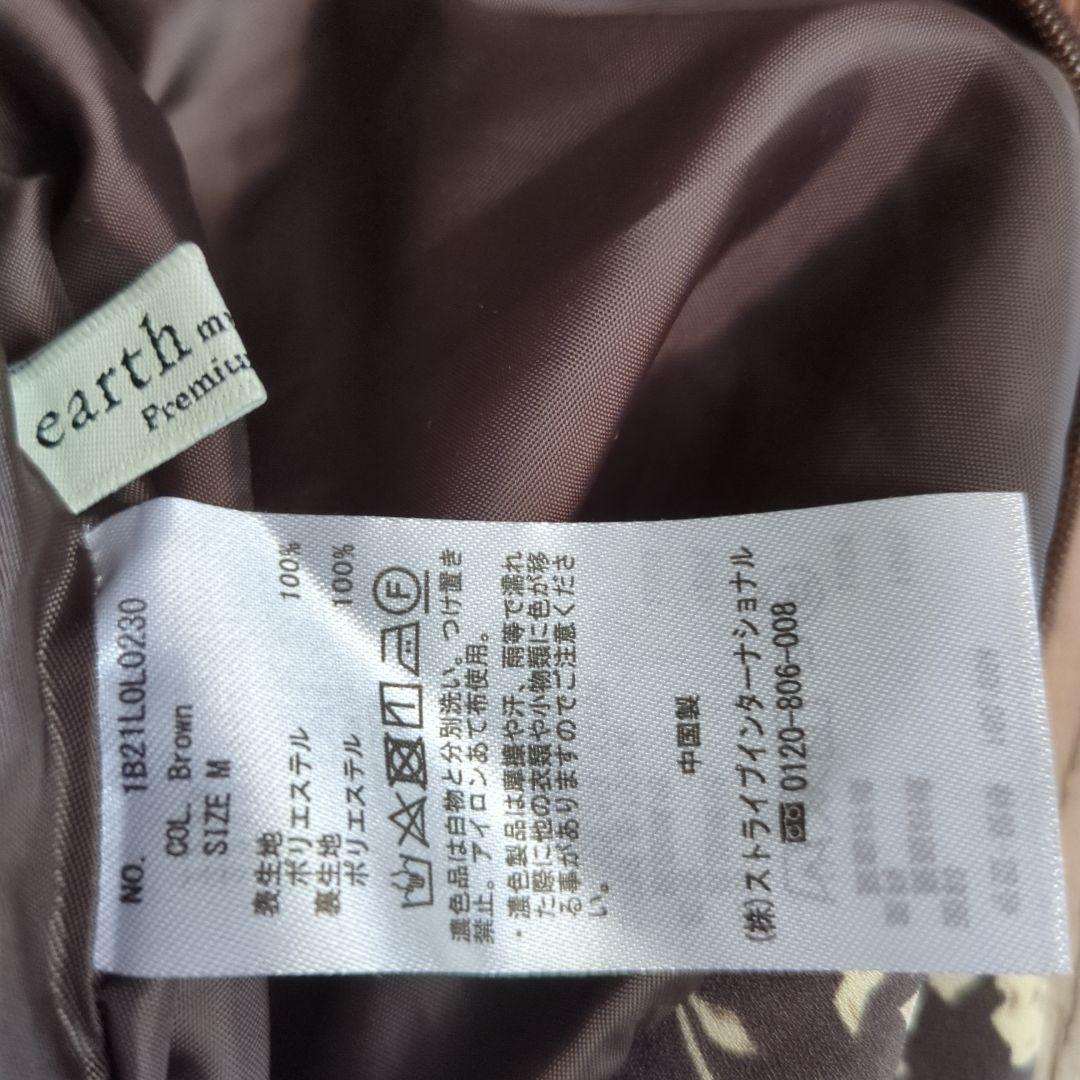 earth
Premium
NO. 1B21L0L0230
COL. Brown
SIZE M
表生地
ポリエステル 100%
裏生地
ポリエステル 100%
濃色品は白物と分別洗い。つけ置き
禁止。アイロンあて布使用。
・濃色製品は摩擦や汗、雨等で濡れ
た際に他の衣類や小物類に色が移
る事がありますのでご注意くださ
い。
中国製
(株)ストライプインターナショナル
0120-806-008